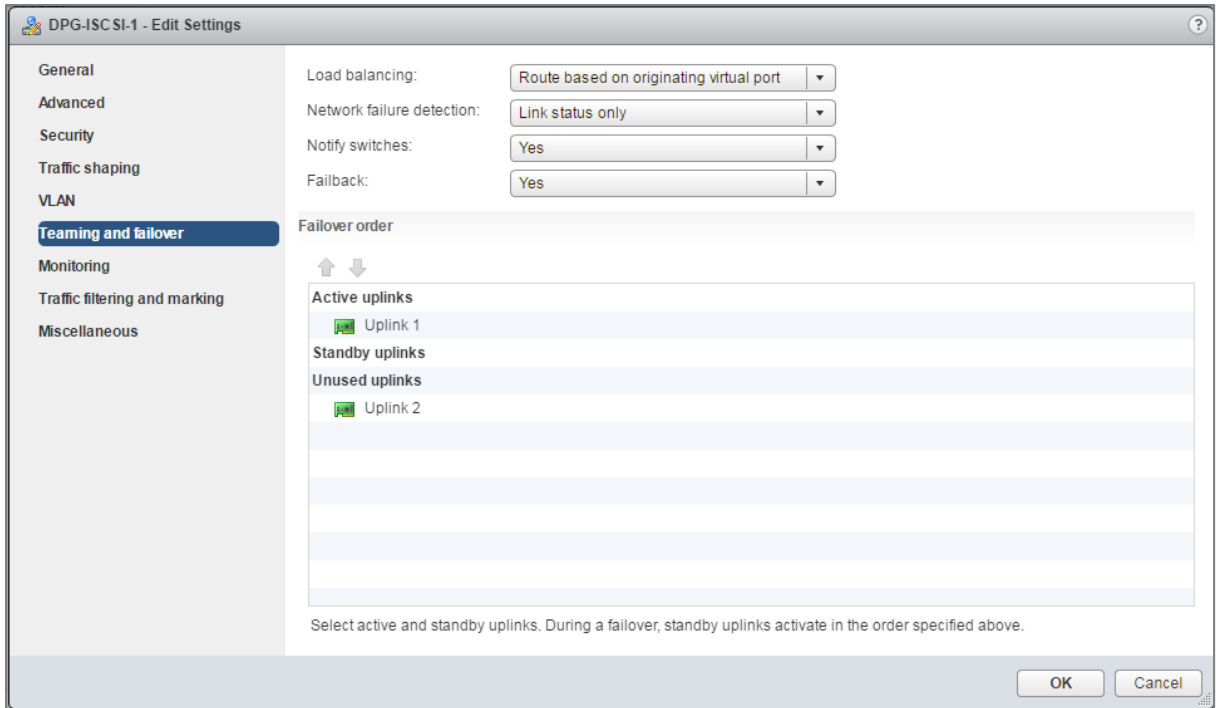 DPG-ISCSI-1 - Edit Settings
?
General
Advanced
Security
Traffic shaping
VLAN
Teaming and failover
Monitoring
Traffic filtering and marking
Miscellaneous
Load balancing: Route based on originating virtual port
Network failure detection: Link status only
Notify switches: Yes
Failback: Yes
Failover order
Active uplinks
Uplink 1
Standby uplinks
Unused uplinks
Uplink 2
Select active and standby uplinks. During a failover, standby uplinks activate in the order specified above.
OK Cancel